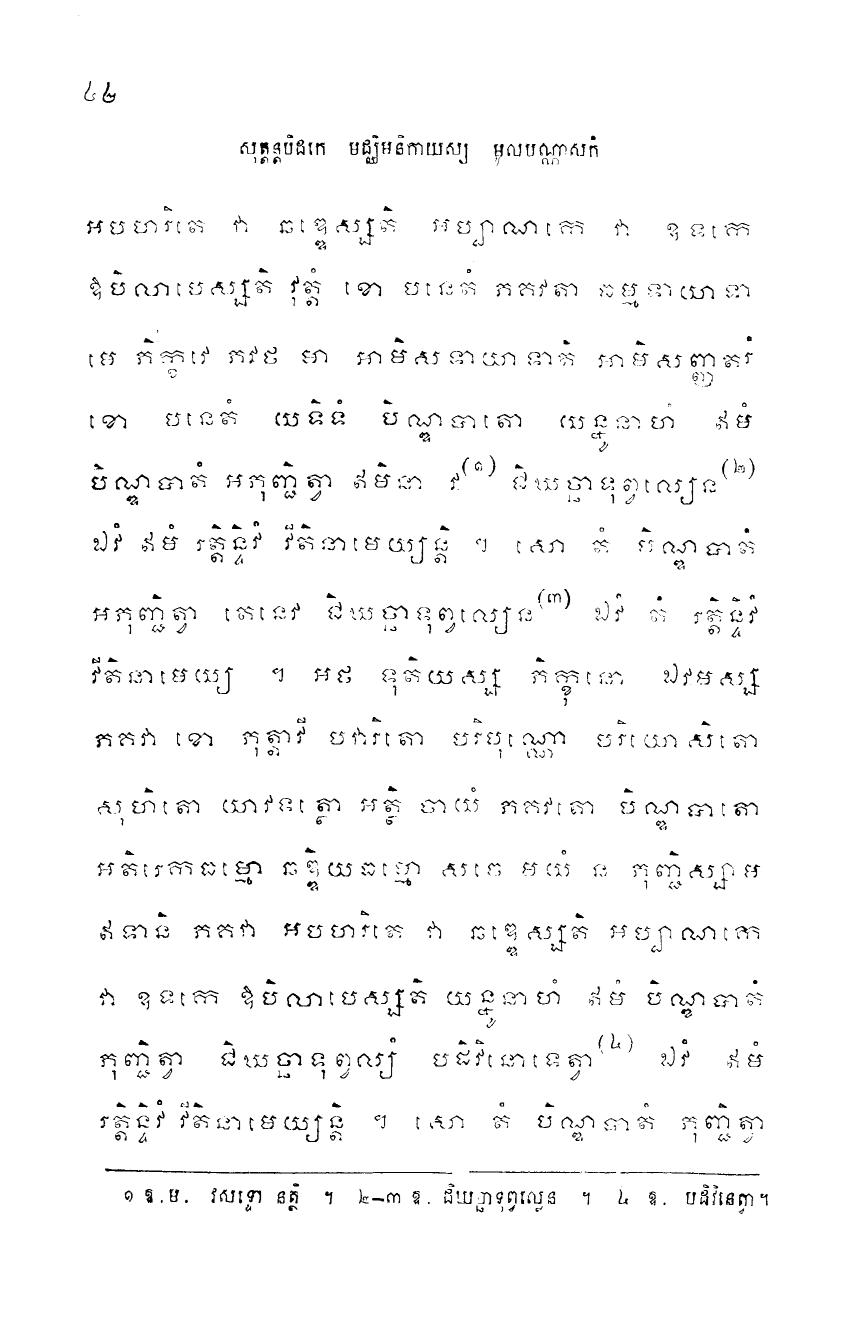 ៤២
សុត្តន្តបិដកេ មជ្ឈិមនិកាយស្ស មូលបណ្ណាសកំ
អបហរិតេ វា ឆឌ្ឌេស្សតិ អប្បាណកេ វា ឧទកេ
ឱបិលាបេស្សតិ វុត្តំ ខោ បនេតំ ភគវតា ធម្មទាយាទា
មេ ភិក្ខវេ ភវថ មា អាមិសទាយាទាតិ អាមិសញ្ញតរំ
ខោ បនេតំ យទិទំ បិណ្ឌបាតោ យន្នូនាហំ ឥមំ
បិណ្ឌបាតំ អភុញ្ជិត្វា ឥមិនា វ(១) ជិឃច្ឆាទុព្វល្យេន(២)
ឯវំ ឥមំ រត្តិន្ទិវំ វីតិនាមេយ្យន្តិ ។ សោ តំ បិណ្ឌបាតំ
អភុញ្ជិត្វា តេនេវ ជិឃច្ឆាទុព្វល្យេន(៣) ឯវំ តំ រត្តិន្ទិវំ
វីតិនាមេយ្យ ។ អថ ទុតិយស្ស ភិក្ខុនោ ឯវមស្ស
ភគវា ខោ ភុត្តាវី បវារិតោ បរិបុណ្ណោ បរិយោសិតោ
សុហិតោ យាវទត្ថោ អត្ថិ ចាយំ ភគវតោ បិណ្ឌបាតោ
អតិរេកធម្មោ ឆឌ្ឌិយធម្មោ សចេ មយំ ន ភុញ្ជិស្សាម
ឥទានិ ភគវា អបហរិតេ វា ឆឌ្ឌេស្សតិ អប្បាណកេ
វា ឧទកេ ឱបិលាបេស្សតិ យន្នូនាហំ ឥមំ បិណ្ឌបាតំ
ភុញ្ជិត្វា ជិឃច្ឆាទុព្វល្យំ បដិវិនោទេត្វា(៤) ឯវំ ឥមំ
រត្តិន្ទិវំ វីតិនាមេយ្យន្តិ ។ សោ តំ បិណ្ឌបាតំ ភុញ្ជិត្វា
១ ឱ.ម. វសទ្ទោ នត្ថិ ។ ២-៣ ឱ. ជិឃច្ឆាទុព្វល្លេន ។ ៤ ឱ. បដិវិនេត្វា។